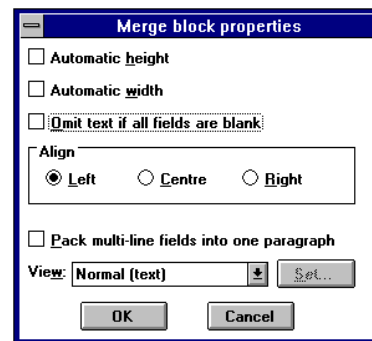 Merge block properties
Automatic height
Automatic width
Omit text if all fields are blank
Align
Left Centre Right
Pack multi-line fields into one paragraph
View: Normal (text) Set...
OK Cancel